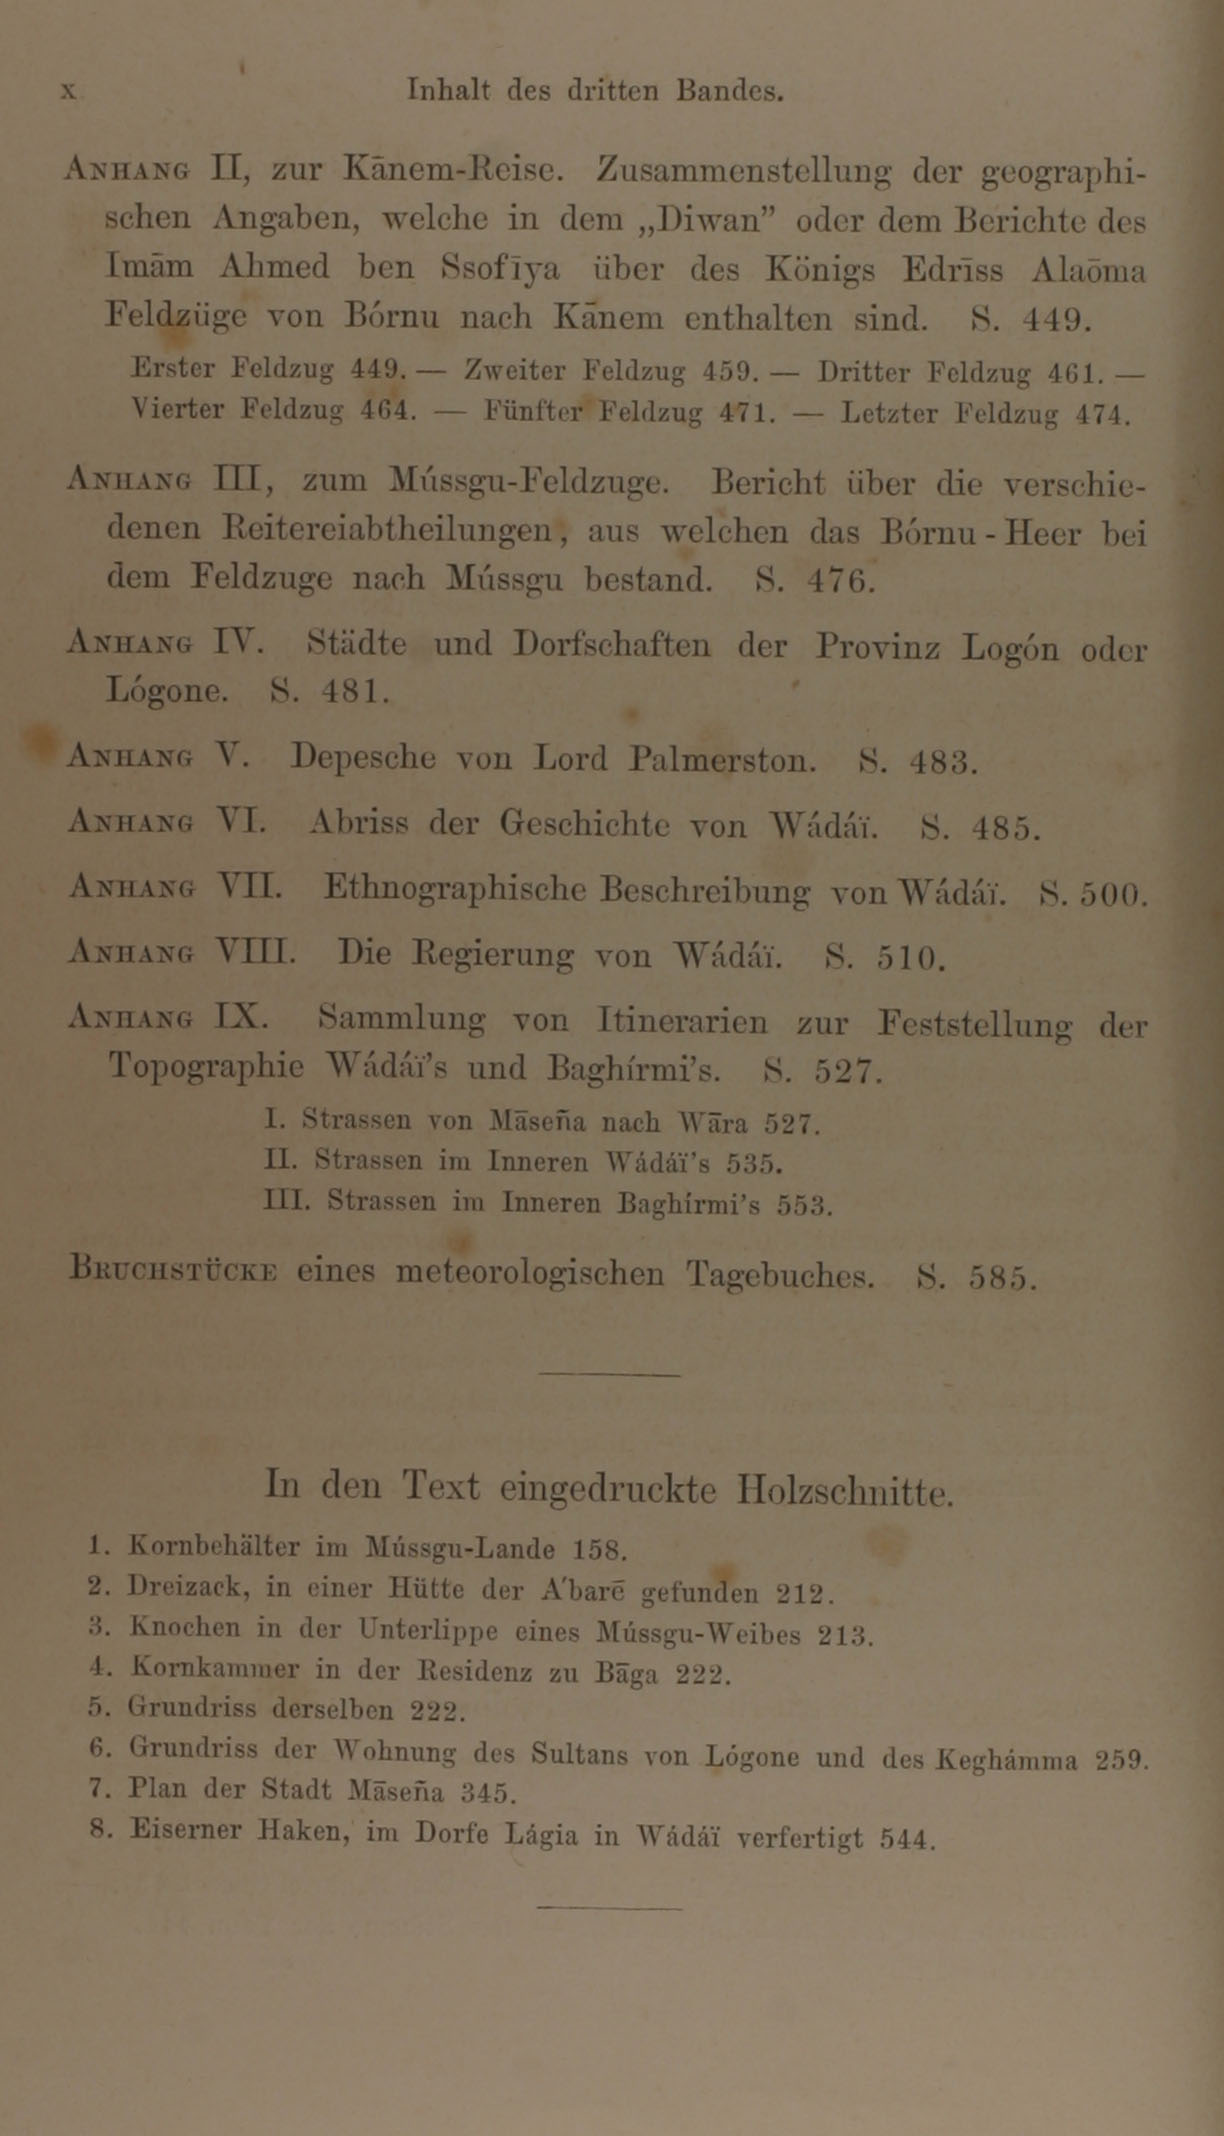 x Inhalt des dritten Bandes.
Anhang II, zur Kānem-Reise. Zusammenstellung der geographi-
schen Angaben, welche in dem „Diwan” oder dem Berichte des
Imām Ahmed ben Ssofīya über des Königs Edrīss Alaōma
Feldzüge von Bórnu nach Kānem enthalten sind. S. 449.
Erster Feldzug 449. — Zweiter Feldzug 459. — Dritter Feldzug 461. —
Vierter Feldzug 464. — Fünfter Feldzug 471. — Letzter Feldzug 474.
Anhang III, zum Mússgu-Feldzuge. Bericht über die verschie-
denen Reitereiabtheilungen, aus welchen das Bórnu-Heer bei
dem Feldzuge nach Mússgu bestand. S. 476.
Anhang IV. Städte und Dorfschaften der Provinz Logón oder
Lógone. S. 481.
Anhang V. Depesche von Lord Palmerston. S. 483.
Anhang VI. Abriss der Geschichte von Wádáï. S. 485.
Anhang VII. Ethnographische Beschreibung von Wádáï. S. 500.
Anhang VIII. Die Regierung von Wádáï. S. 510.
Anhang IX. Sammlung von Itinerarien zur Feststellung der
Topographie Wádáï's und Baghírmi's. S. 527.
I. Strassen von Māseña nach Wāra 527.
II. Strassen im Inneren Wádáï's 535.
III. Strassen im Inneren Baghírmi's 553.
Bruchstücke eines meteorologischen Tagebuches. S. 585.
In den Text eingedruckte Holzschnitte.
1. Kornbehälter im Mússgu-Lande 158.
2. Dreizack, in einer Hütte der A'barē gefunden 212.
3. Knochen in der Unterlippe eines Mússgu-Weibes 213.
4. Kornkammer in der Residenz zu Bāga 222.
5. Grundriss derselben 222.
6. Grundriss der Wohnung des Sultans von Lógone und des Keghámma 259.
7. Plan der Stadt Māseña 345.
8. Eiserner Haken, im Dorfe Lágia in Wádáï verfertigt 544.